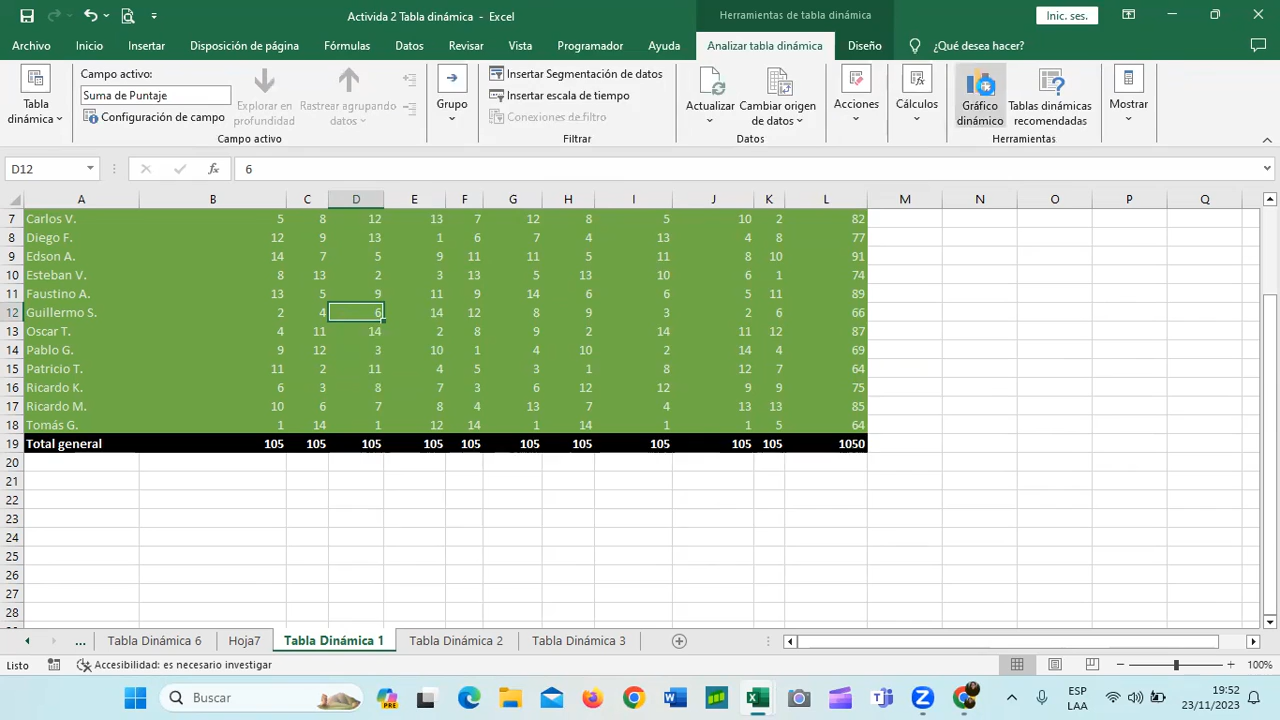 Activida 2 Tabla dinámica - Excel
Herramientas de tabla dinámica
Inic. ses.
Archivo Inicio Insertar Disposición de página Fórmulas Datos Revisar Vista Programador Ayuda Analizar tabla dinámica Diseño ¿Qué desea hacer?
Tabla dinámica
Campo activo:
Suma de Puntaje
Configuración de campo
Explorar en profundidad
Rastrear agrupando datos
Campo activo
Grupo
Insertar Segmentación de datos
Insertar escala de tiempo
Conexiones de filtro
Filtrar
Actualizar
Cambiar origen de datos
Datos
Acciones
Cálculos
Gráfico dinámico
Tablas dinámicas recomendadas
Herramientas
Mostrar
D12 fx 6
A B C D E F G H I J K L M N O P Q
7 Carlos V. 5 8 12 13 7 12 8 5 10 2 82
8 Diego F. 12 9 13 1 6 7 4 13 4 8 77
9 Edson A. 14 7 5 9 11 11 5 11 8 10 91
10 Esteban V. 8 13 2 3 13 5 13 10 6 1 74
11 Faustino A. 13 5 9 11 9 14 6 6 5 11 89
12 Guillermo S. 2 4 6 14 12 8 9 3 2 6 66
13 Oscar T. 4 11 14 2 8 9 2 14 11 12 87
14 Pablo G. 9 12 3 10 1 4 10 2 14 4 69
15 Patricio T. 11 2 11 4 5 3 1 8 12 7 64
16 Ricardo K. 6 3 8 7 3 6 12 12 9 9 75
17 Ricardo M. 10 6 7 8 4 13 7 4 13 13 85
18 Tomás G. 1 14 1 12 14 1 14 1 1 5 64
19 Total general 105 105 105 105 105 105 105 105 105 105 1050
20
21
22
23
24
25
26
27
28
... Tabla Dinámica 6 Hoja7 Tabla Dinámica 1 Tabla Dinámica 2 Tabla Dinámica 3
Listo Accesibilidad: es necesario investigar 100%
Buscar
PRE
ESP
LAA
19:52
23/11/2023